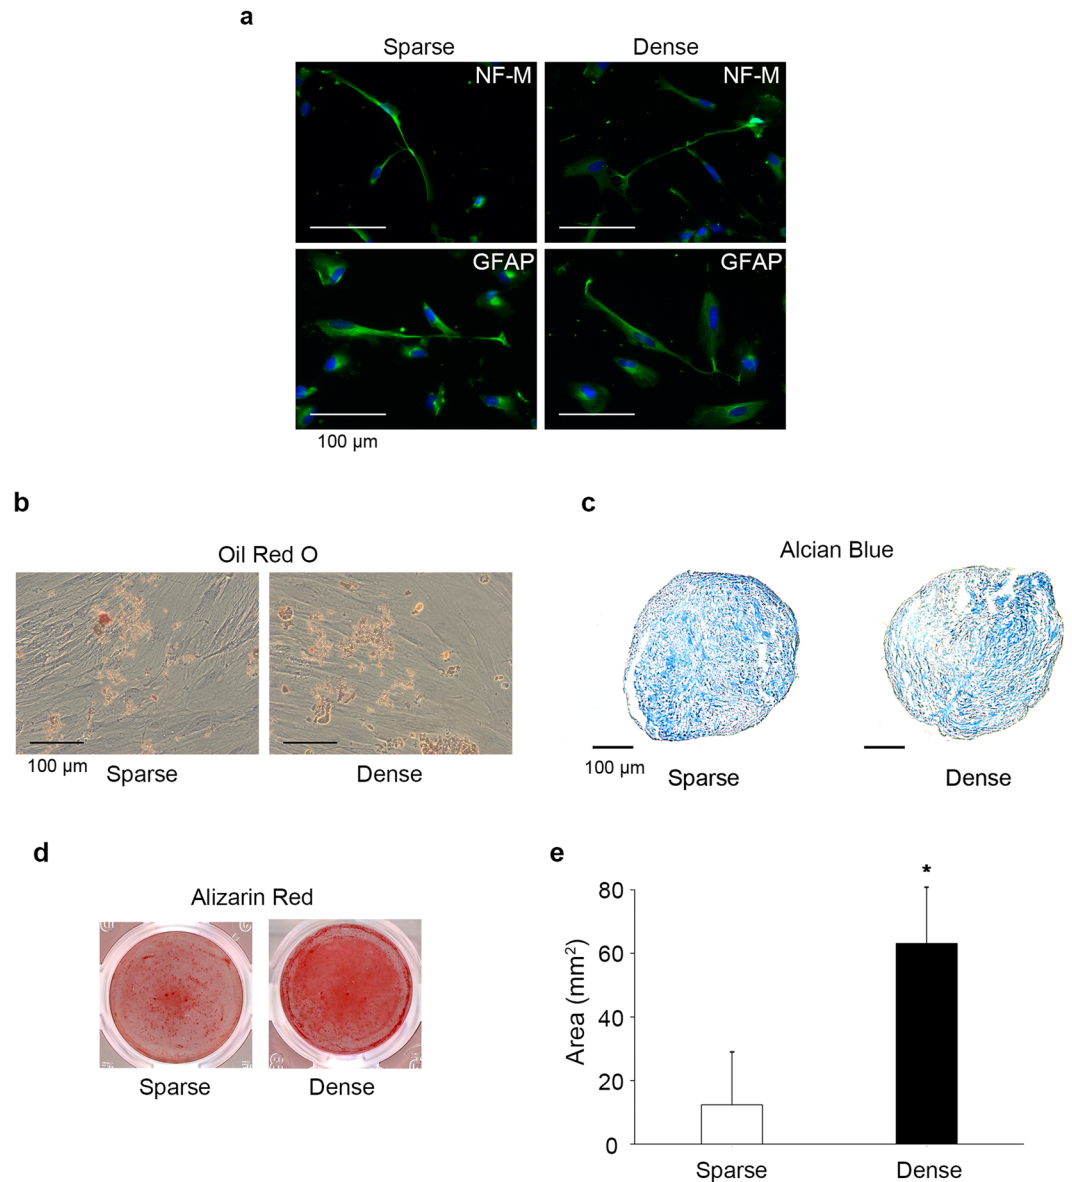 a
Sparse
Dense
NF-M
NF-M
GFAP
GFAP
100 µm
b
Oil Red O
100 µm
Sparse
Dense
c
Alcian Blue
100 µm
Sparse
Dense
d
Alizarin Red
Sparse
Dense
e
*
80
60
40
20
0
Area (mm²)
Sparse
Dense